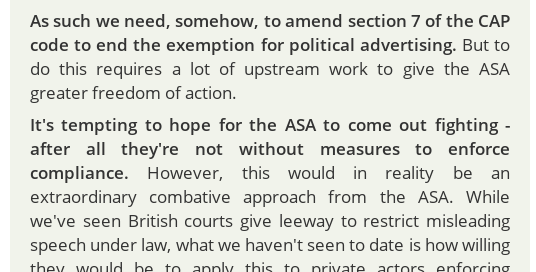 As such we need, somehow, to amend section 7 of the CAP
code to end the exemption for political advertising. But to
do this requires a lot of upstream work to give the ASA
greater freedom of action.
It's tempting to hope for the ASA to come out fighting -
after all they're not without measures to enforce
compliance. However, this would in reality be an
extraordinary combative approach from the ASA. While
we've seen British courts give leeway to restrict misleading
speech under law, what we haven't seen to date is how willing
they would be to apply this to private actors enforcing